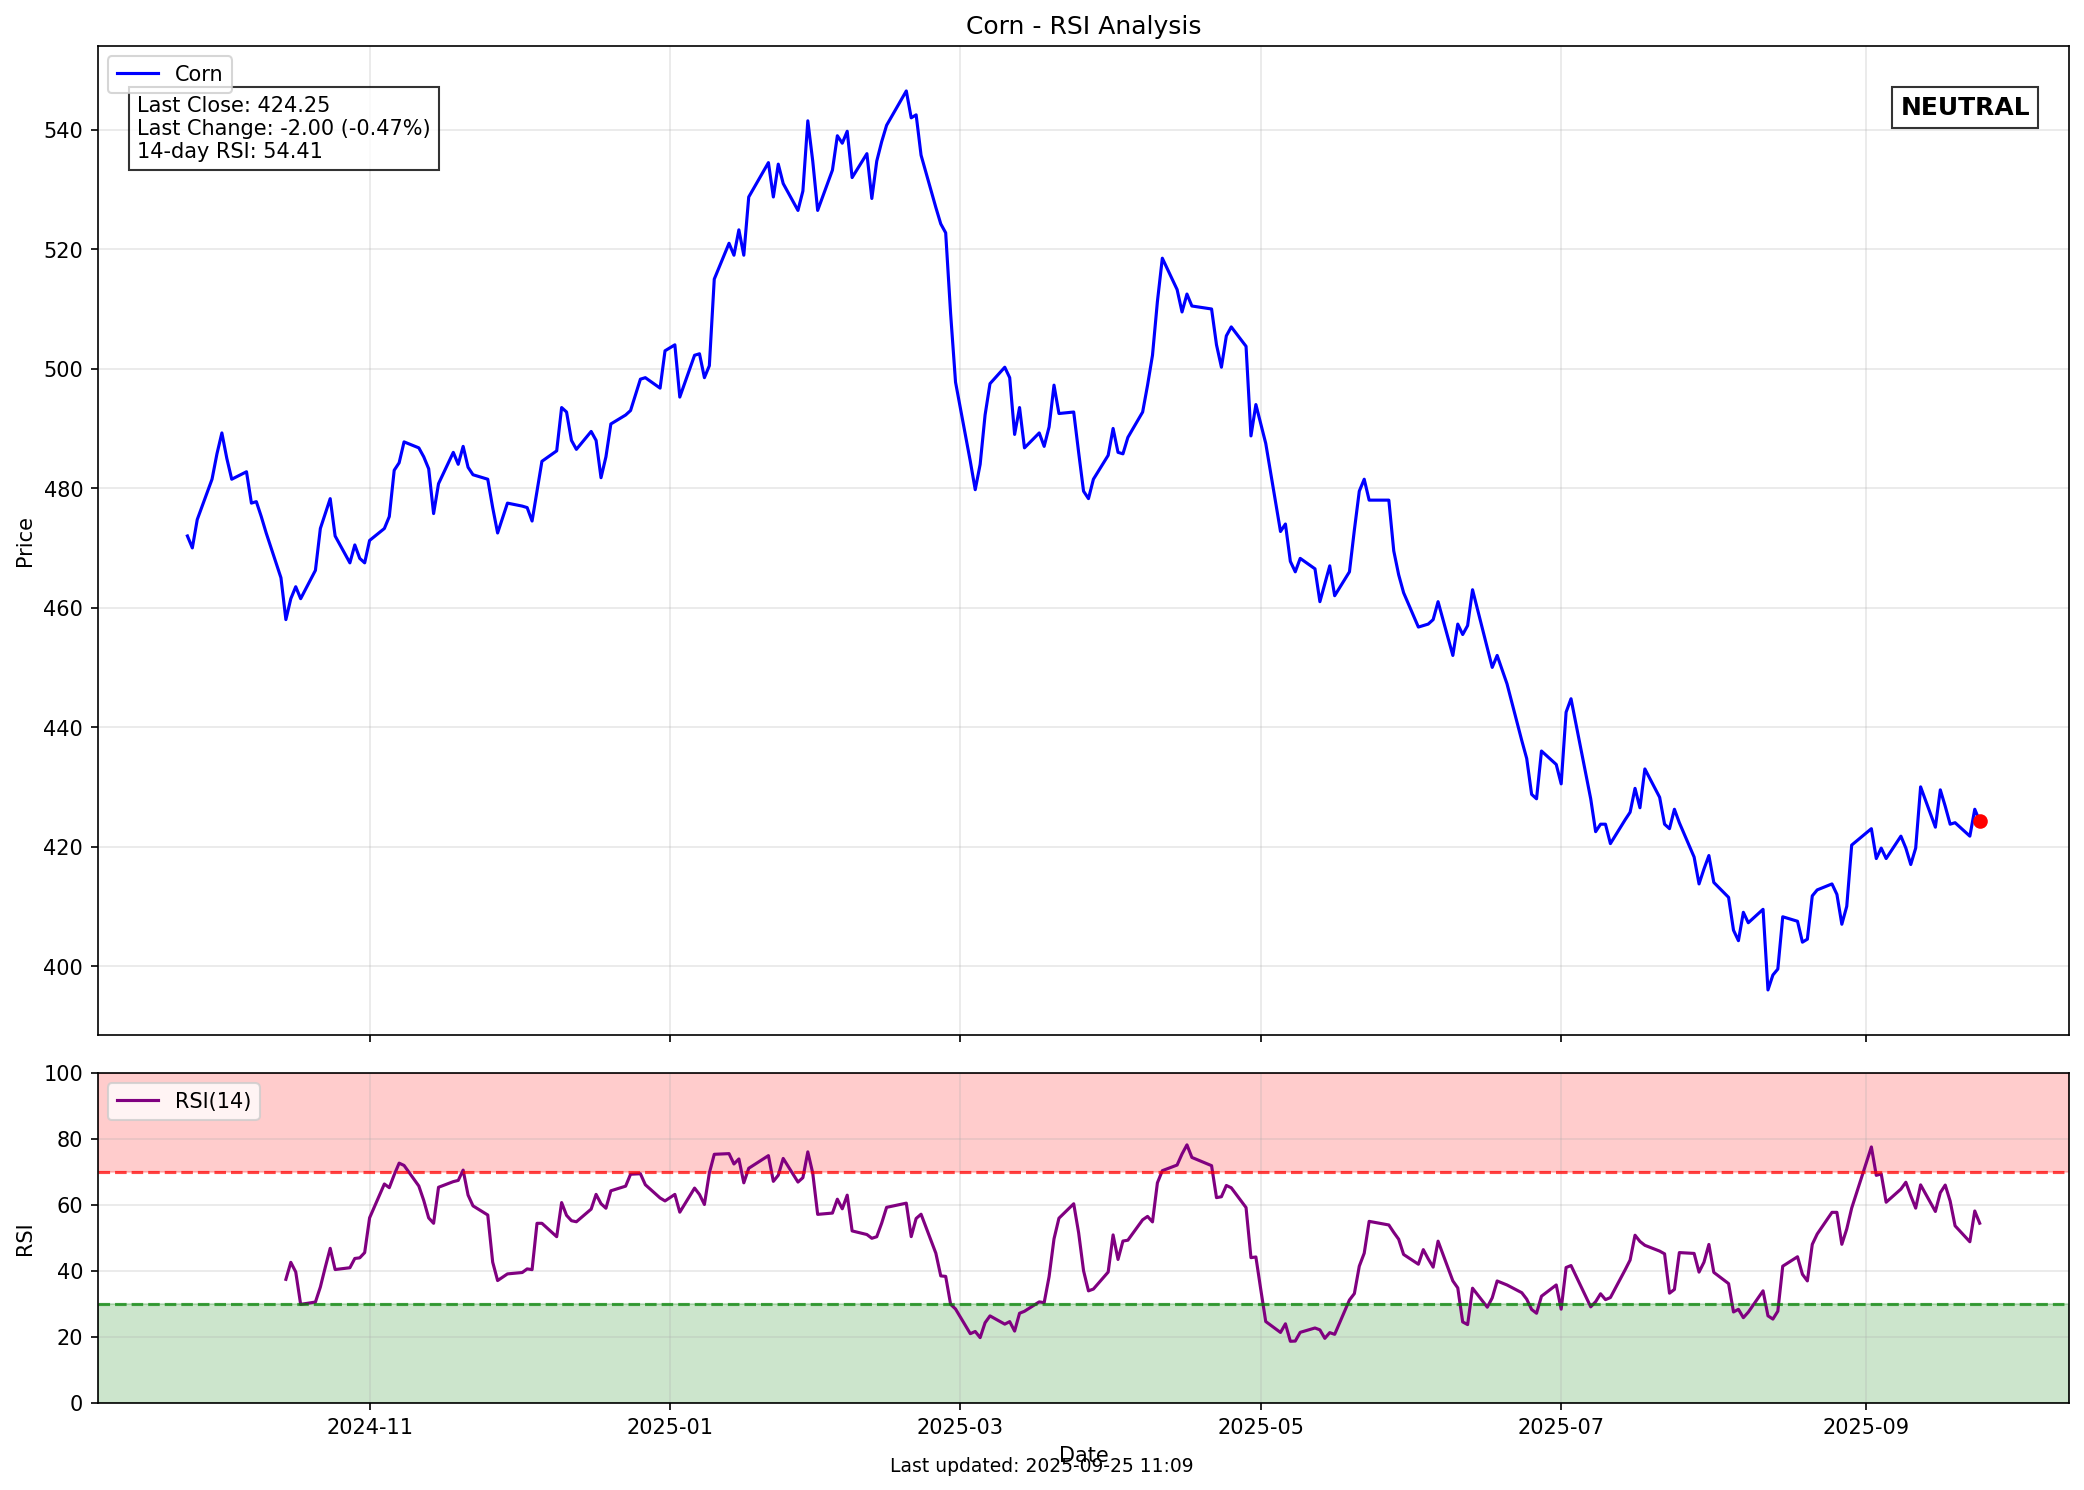 Corn - RSI Analysis
Corn
Last Close: 424.25
Last Change: -2.00 (-0.47%)
14-day RSI: 54.41
NEUTRAL
Price
540
520
500
480
460
440
420
400
RSI(14)
RSI
100
80
60
40
20
0
2024-11
2025-01
2025-03
2025-05
2025-07
2025-09
Date
Last updated: 2025-09-25 11:09